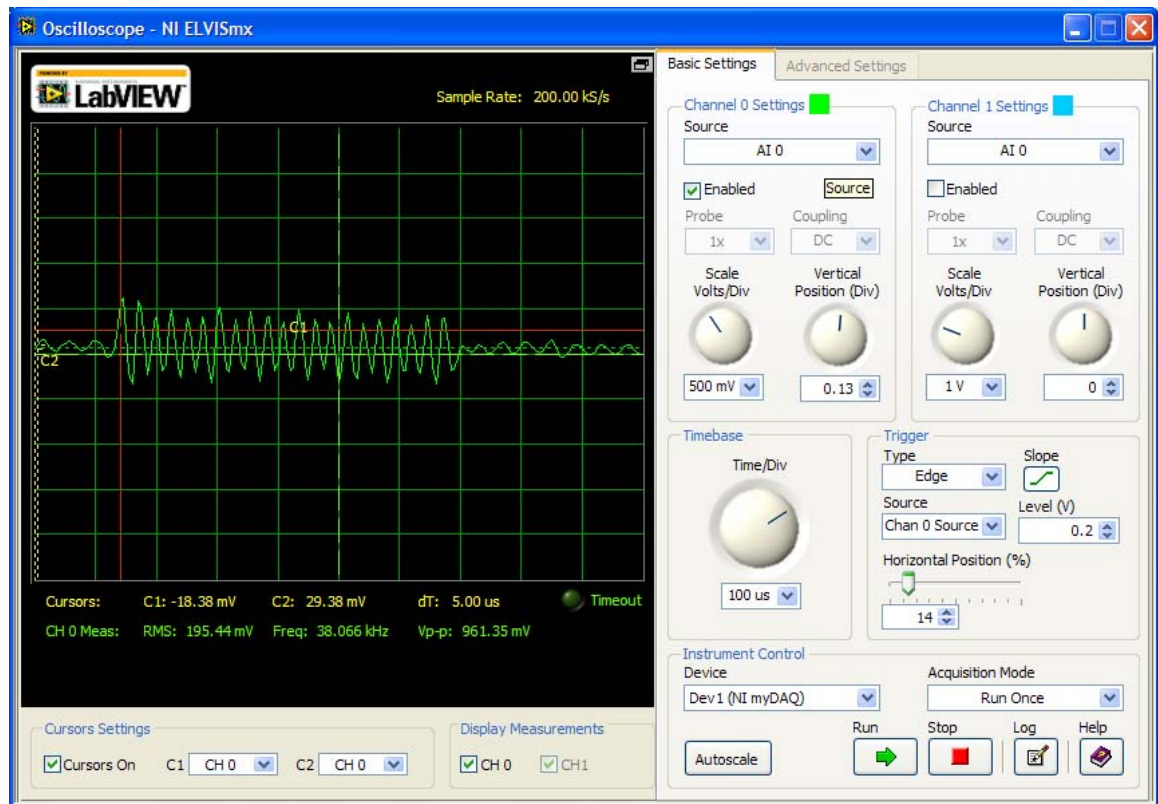 Oscilloscope - NI ELVISmx
POWERED BY
NATIONAL INSTRUMENTS
LabVIEW
Sample Rate: 200.00 kS/s
C1
C2
Cursors: C1: -18.38 mV C2: 29.38 mV dT: 5.00 us Timeout
CH 0 Meas: RMS: 195.44 mV Freq: 38.066 kHz Vp-p: 961.35 mV
Cursors Settings
Cursors On C1 CH 0 C2 CH 0
Display Measurements
CH 0 CH1
Basic Settings Advanced Settings
Channel 0 Settings
Source
AI 0
Enabled Source
Probe Coupling
1x DC
Scale Vertical
Volts/Div Position (Div)
500 mV 0.13
Channel 1 Settings
Source
AI 0
Enabled
Probe Coupling
1x DC
Scale Vertical
Volts/Div Position (Div)
1 V 0
Timebase
Time/Div
100 us
Trigger
Type Slope
Edge
Source Level (V)
Chan 0 Source 0.2
Horizontal Position (%)
14
Instrument Control
Device Acquisition Mode
Dev1 (NI myDAQ) Run Once
Run Stop Log Help
Autoscale